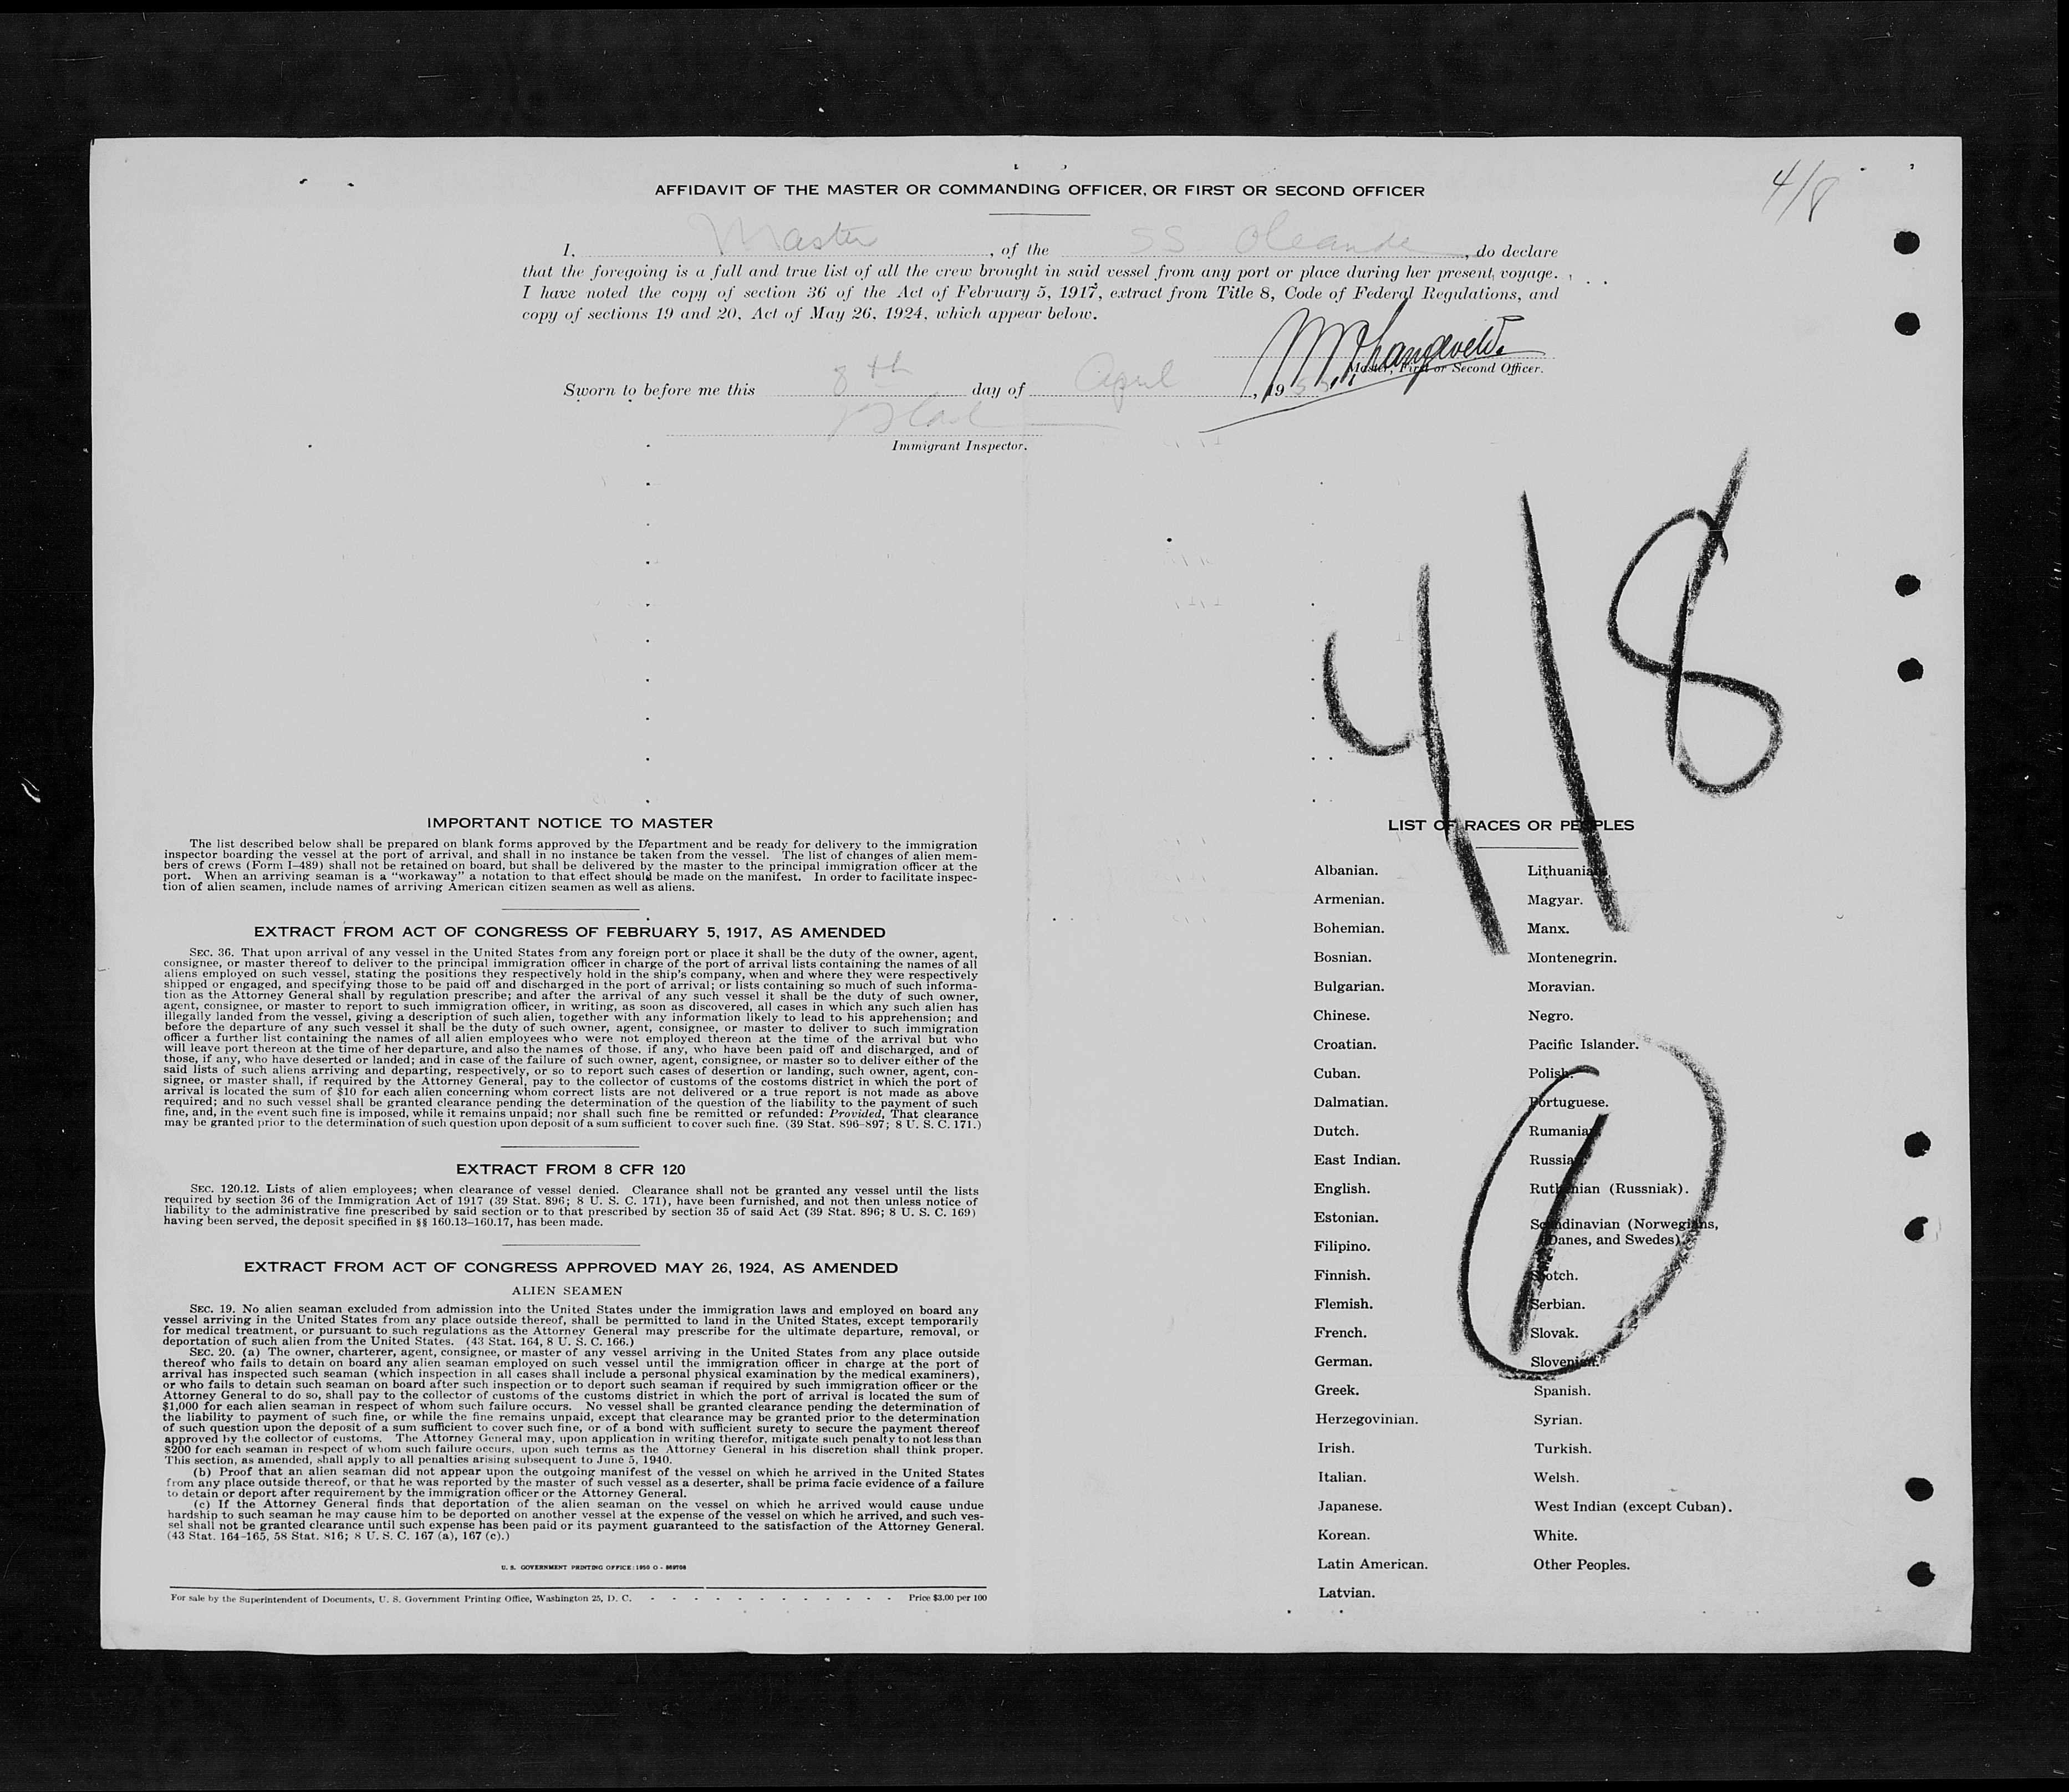 4/8
AFFIDAVIT OF THE MASTER OR COMMANDING OFFICER, OR FIRST OR SECOND OFFICER
I, Master, of the SS Oleande, do declare
that the foregoing is a full and true list of all the crew brought in said vessel from any port or place during her present voyage.
I have noted the copy of section 36 of the Act of February 5, 1917, extract from Title 8, Code of Federal Regulations, and
copy of sections 19 and 20, Act of May 26, 1924, which appear below.
Master, First or Second Officer.
Sworn to before me this 8th day of April, 19
Immigrant Inspector.
4/8
1
IMPORTANT NOTICE TO MASTER
The list described below shall be prepared on blank forms approved by the Department and be ready for delivery to the immigration
inspector boarding the vessel at the port of arrival, and shall in no instance be taken from the vessel. The list of changes of alien mem-
bers of crews (Form I-489) shall not be retained on board, but shall be delivered by the master to the principal immigration officer at the
port. When an arriving seaman is a "workaway" a notation to that effect should be made on the manifest. In order to facilitate inspec-
tion of alien seamen, include names of arriving American citizen seamen as well as aliens.
EXTRACT FROM ACT OF CONGRESS OF FEBRUARY 5, 1917, AS AMENDED
SEC. 36. That upon arrival of any vessel in the United States from any foreign port or place it shall be the duty of the owner, agent,
consignee, or master thereof to deliver to the principal immigration officer in charge of the port of arrival lists containing the names of all
aliens employed on such vessel, stating the positions they respectively hold in the ship's company, when and where they were respectively
shipped or engaged, and specifying those to be paid off and discharged in the port of arrival; or lists containing so much of such informa-
tion as the Attorney General shall by regulation prescribe; and after the arrival of any such vessel it shall be the duty of such owner,
agent, consignee, or master to report to such immigration officer, in writing, as soon as discovered, all cases in which any such alien has
illegally landed from the vessel, giving a description of such alien, together with any information likely to lead to his apprehension; and
before the departure of any such vessel it shall be the duty of such owner, agent, consignee, or master to deliver to such immigration
officer a further list containing the names of all alien employees who were not employed thereon at the time of the arrival but who
will leave port thereon at the time of her departure, and also the names of those, if any, who have been paid off and discharged, and of
those, if any, who have deserted or landed; and in case of the failure of such owner, agent, consignee, or master so to deliver either of the
said lists of such aliens arriving and departing, respectively, or so to report such cases of desertion or landing, such owner, agent, con-
signee, or master shall, if required by the Attorney General, pay to the collector of customs of the costoms district in which the port of
arrival is located the sum of $10 for each alien concerning whom correct lists are not delivered or a true report is not made as above
required; and no such vessel shall be granted clearance pending the determination of the question of the liability to the payment of such
fine, and, in the event such fine is imposed, while it remains unpaid; nor shall such fine be remitted or refunded: Provided, That clearance
may be granted prior to the determination of such question upon deposit of a sum sufficient to cover such fine. (39 Stat. 896-897; 8 U. S. C. 171.)
EXTRACT FROM 8 CFR 120
SEC. 120.12. Lists of alien employees; when clearance of vessel denied. Clearance shall not be granted any vessel until the lists
required by section 36 of the Immigration Act of 1917 (39 Stat. 896; 8 U. S. C. 171), have been furnished, and not then unless notice of
liability to the administrative fine prescribed by said section or to that prescribed by section 35 of said Act (39 Stat. 896; 8 U. S. C. 169)
having been served, the deposit specified in §§ 160.13-160.17, has been made.
EXTRACT FROM ACT OF CONGRESS APPROVED MAY 26, 1924, AS AMENDED
ALIEN SEAMEN
SEC. 19. No alien seaman excluded from admission into the United States under the immigration laws and employed on board any
vessel arriving in the United States from any place outside thereof, shall be permitted to land in the United States, except temporarily
for medical treatment, or pursuant to such regulations as the Attorney General may prescribe for the ultimate departure, removal, or
deportation of such alien from the United States. (43 Stat. 164, 8 U. S. C. 166.)
SEC. 20. (a) The owner, charterer, agent, consignee, or master of any vessel arriving in the United States from any place outside
thereof who fails to detain on board any alien seaman employed on such vessel until the immigration officer in charge at the port of
arrival has inspected such seaman (which inspection in all cases shall include a personal physical examination by the medical examiners),
or who fails to detain such seaman on board after such inspection or to deport such seaman if required by such immigration officer or the
Attorney General to do so, shall pay to the collector of customs of the customs district in which the port of arrival is located the sum of
$1,000 for each alien seaman in respect of whom such failure occurs. No vessel shall be granted clearance pending the determination of
the liability to payment of such fine, or while the fine remains unpaid, except that clearance may be granted prior to the determination
of such question upon the deposit of a sum sufficient to cover such fine, or of a bond with sufficient surety to secure the payment thereof
approved by the collector of customs. The Attorney General may, upon application in writing therefor, mitigate such penalty to not less than
$200 for each seaman in respect of whom such failure occurs, upon such terms as the Attorney General in his discretion shall think proper.
This section, as amended, shall apply to all penalties arising subsequent to June 5, 1940.
(b) Proof that an alien seaman did not appear upon the outgoing manifest of the vessel on which he arrived in the United States
from any place outside thereof, or that he was reported by the master of such vessel as a deserter, shall be prima facie evidence of a failure
to detain or deport after requirement by the immigration officer or the Attorney General.
(c) If the Attorney General finds that deportation of the alien seaman on the vessel on which he arrived would cause undue
hardship to such seaman he may cause him to be deported on another vessel at the expense of the vessel on which he arrived, and such ves-
sel shall not be granted clearance until such expense has been paid or its payment guaranteed to the satisfaction of the Attorney General.
(43 Stat. 164-165, 58 Stat. 816; 8 U. S. C. 167 (a), 167 (c).)
U. S. GOVERNMENT PRINTING OFFICE: 1950 O - 869708
For sale by the Superintendent of Documents, U. S. Government Printing Office, Washington 25, D. C. - - - - - - - - - - - - Price $3.00 per 100
LIST OF RACES OR PEOPLES
Albanian.
Armenian.
Bohemian.
Bosnian.
Bulgarian.
Chinese.
Croatian.
Cuban.
Dalmatian.
Dutch.
East Indian.
English.
Estonian.
Filipino.
Finnish.
Flemish.
French.
German.
Greek.
Herzegovinian.
Irish.
Italian.
Japanese.
Korean.
Latin American.
Latvian.
Lithuanian.
Magyar.
Manx.
Montenegrin.
Moravian.
Negro.
Pacific Islander.
Polish.
Portuguese.
Rumanian.
Russian.
Ruthenian (Russniak).
Scandinavian (Norwegians,
Danes, and Swedes).
Scotch.
Serbian.
Slovak.
Slovenian.
Spanish.
Syrian.
Turkish.
Welsh.
West Indian (except Cuban).
White.
Other Peoples.